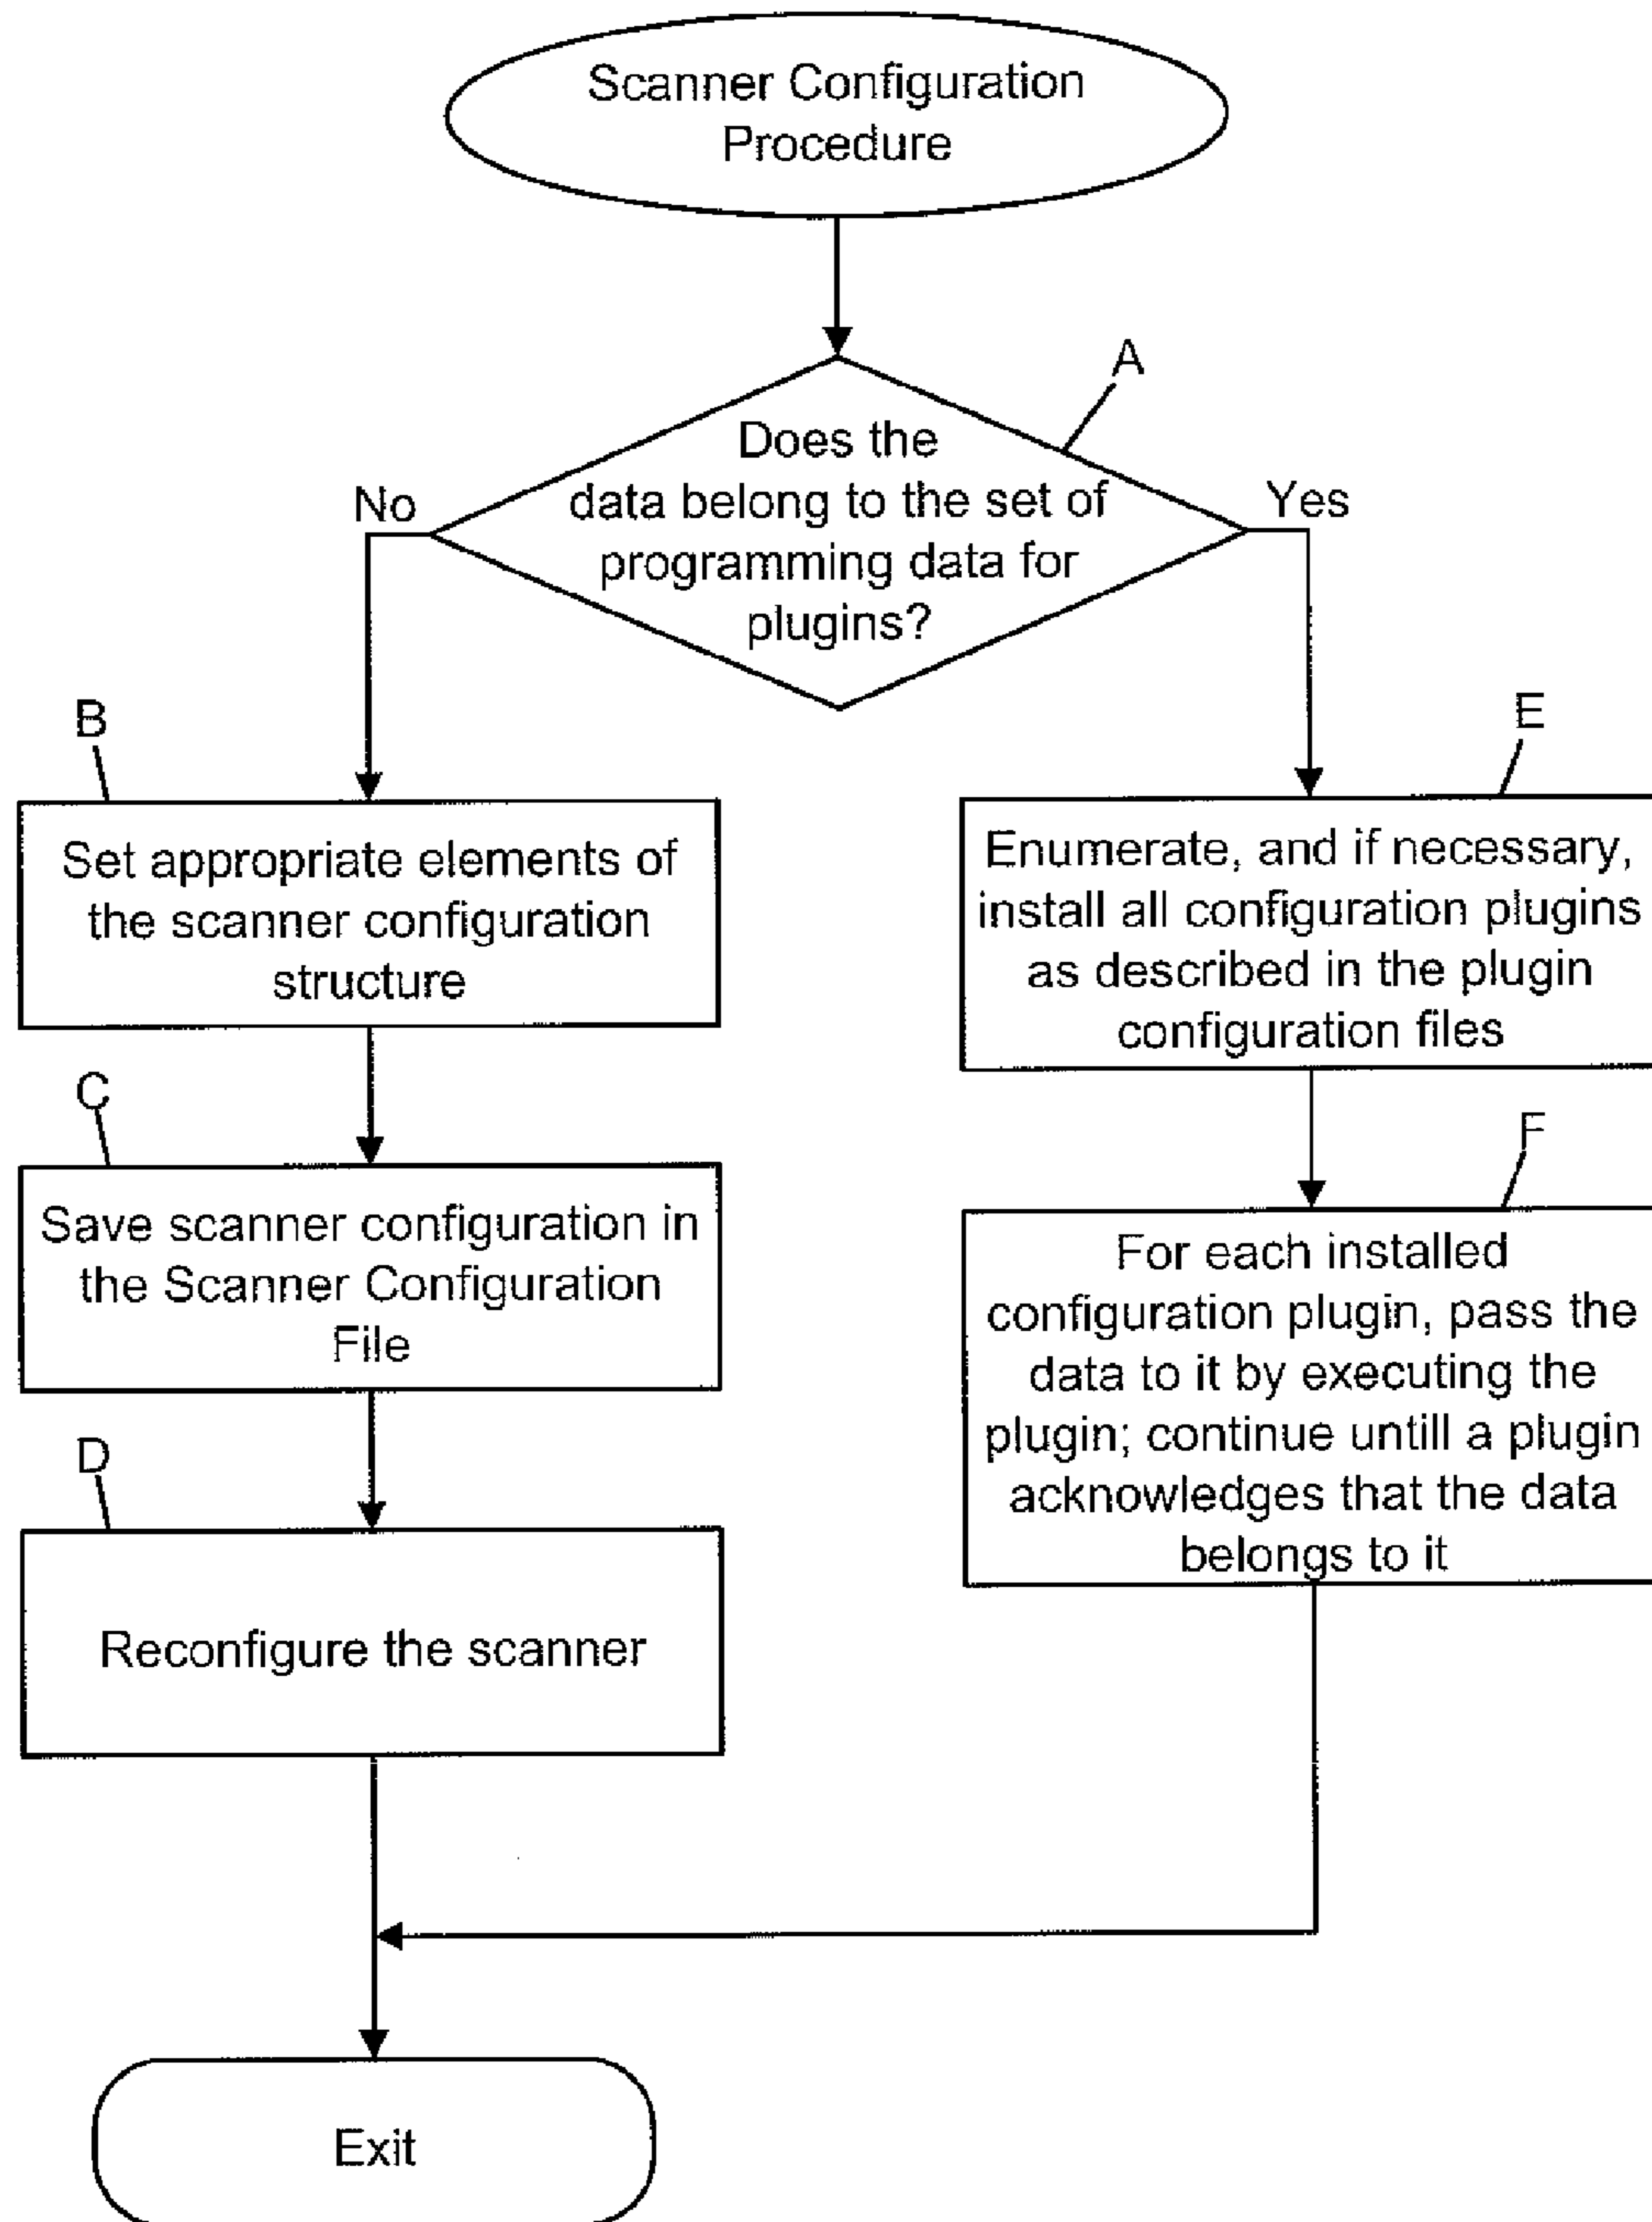 Scanner Configuration
Procedure
A
Does the
data belong to the set of
programming data for
plugins?
No
Yes
B
Set appropriate elements of
the scanner configuration
structure
C
Save scanner configuration in
the Scanner Configuration
File
D
Reconfigure the scanner
E
Enumerate, and if necessary,
install all configuration plugins
as described in the plugin
configuration files
F
For each installed
configuration plugin, pass the
data to it by executing the
plugin; continue untill a plugin
acknowledges that the data
belongs to it
Exit